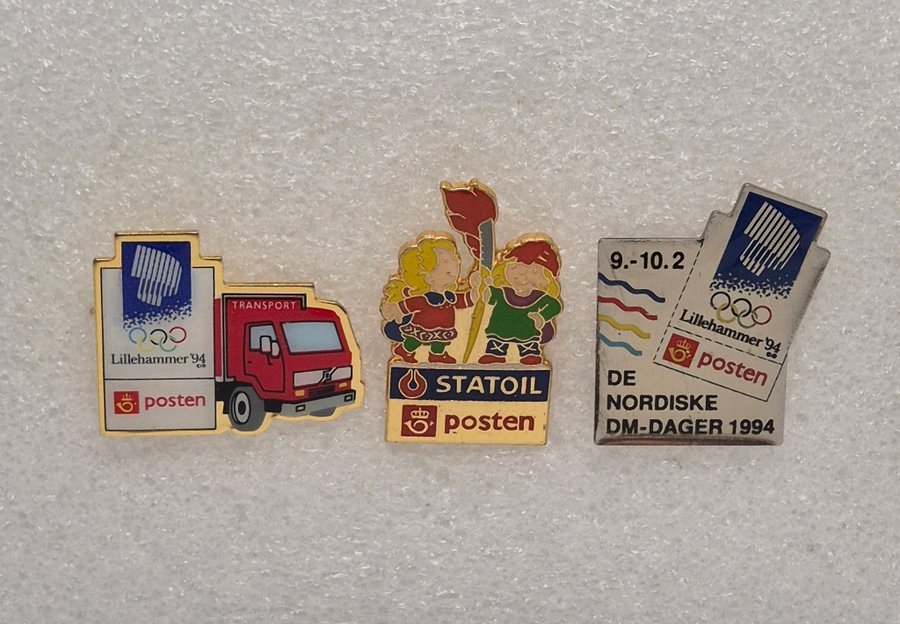 Lillehammer '94
posten
TRANSPORT
STATOIL
posten
9.-10.2
Lillehammer '94
posten
DE
NORDISKE
DM-DAGER 1994